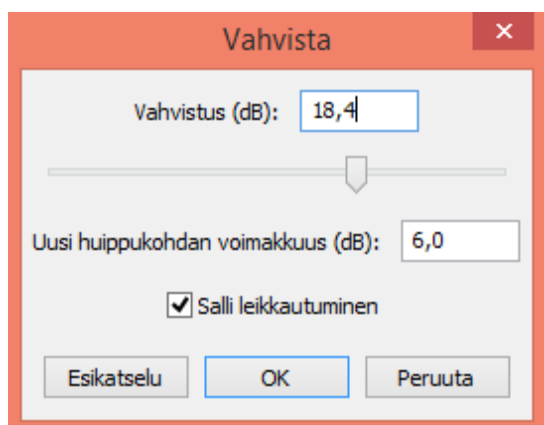 Vahvista
Vahvistus (dB): 18,4
Uusi huippukohdan voimakkuus (dB): 6,0
Salli leikkautuminen
Esikatselu OK Peruuta